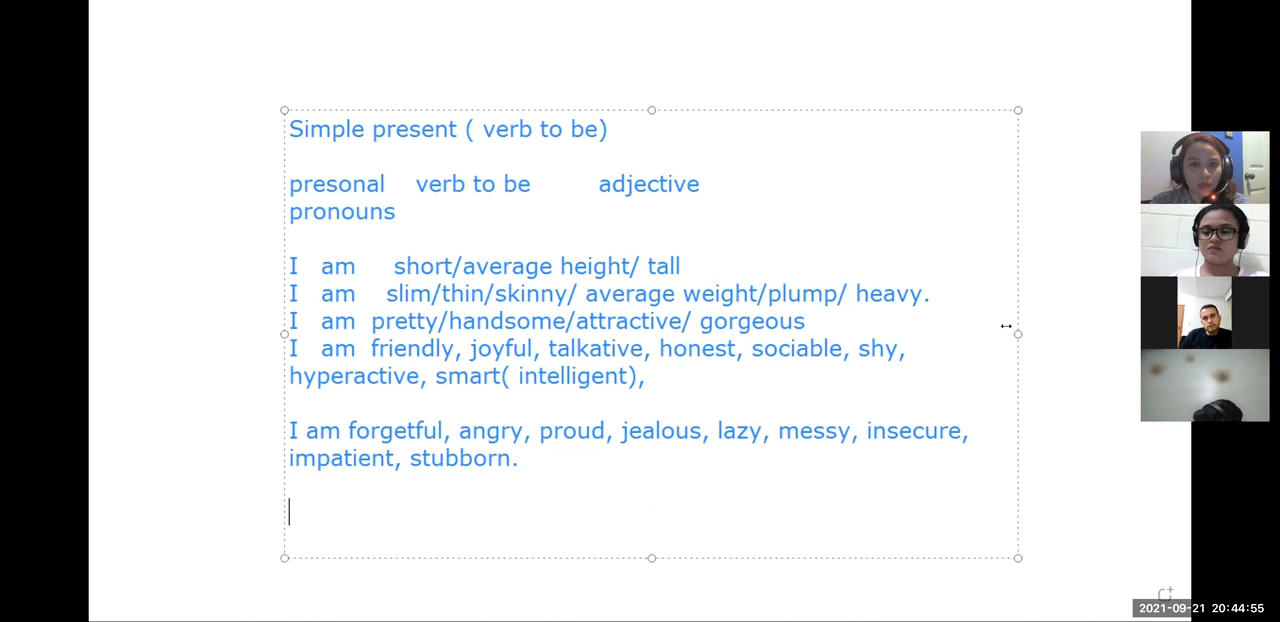 Simple present ( verb to be)
presonal verb to be adjective
pronouns
I am short/average height/ tall
I am slim/thin/skinny/ average weight/plump/ heavy.
I am pretty/handsome/attractive/ gorgeous
I am friendly, joyful, talkative, honest, sociable, shy,
hyperactive, smart( intelligent),
I am forgetful, angry, proud, jealous, lazy, messy, insecure,
impatient, stubborn.
2021-09-21 20:44:55